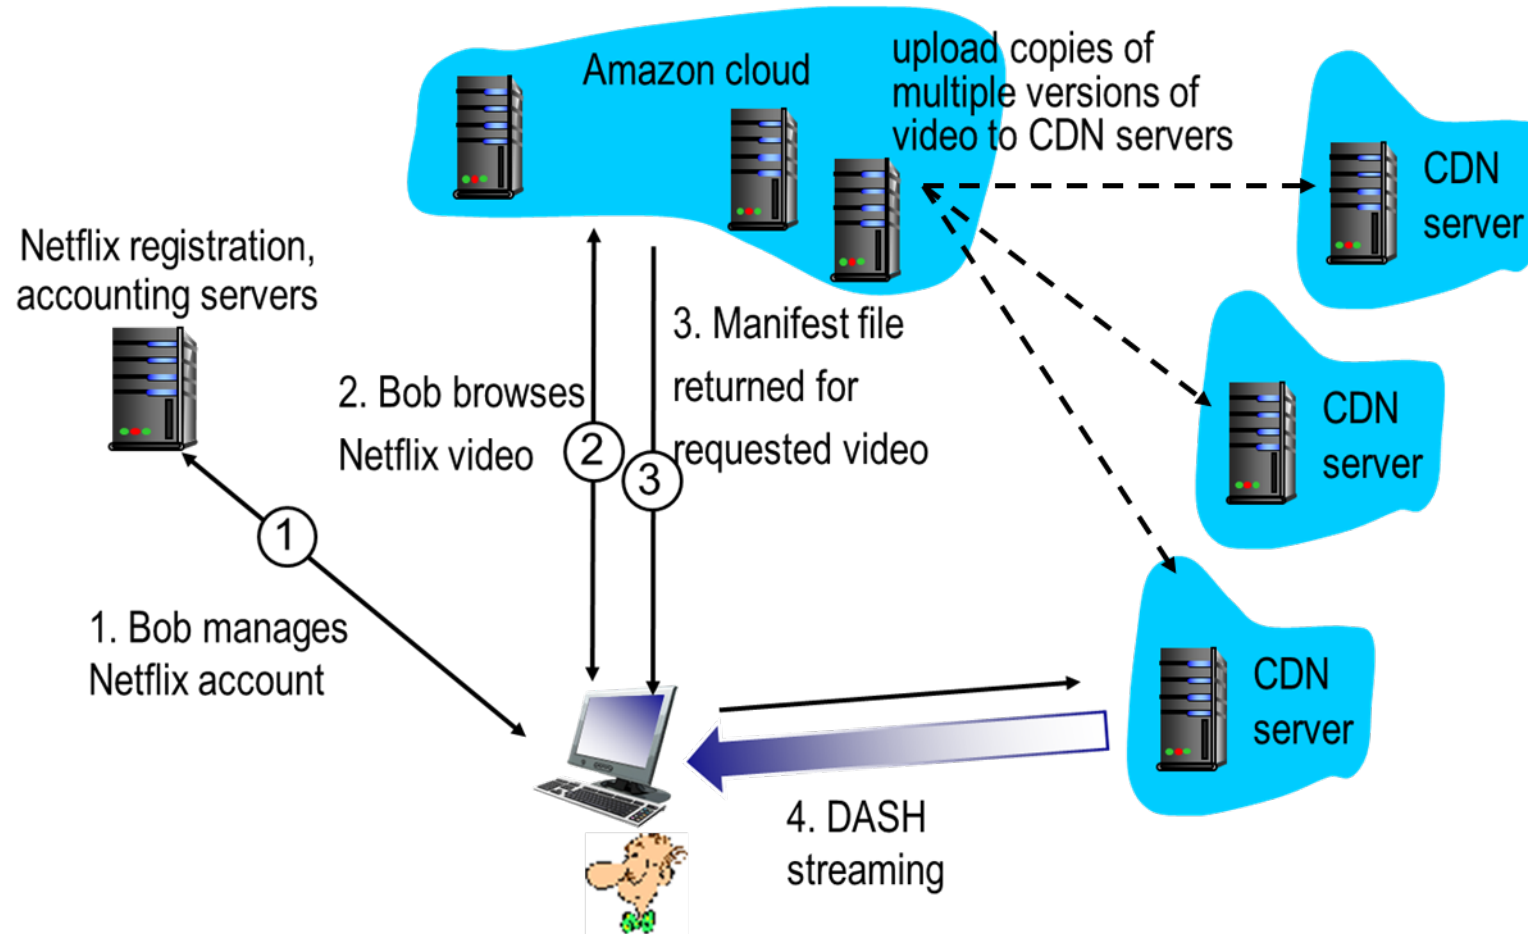 Amazon cloud
upload copies of
multiple versions of
video to CDN servers
CDN
server
Netflix registration,
accounting servers
3. Manifest file
returned for
requested video
2. Bob browses
Netflix video
2
3
CDN
server
1
1. Bob manages
Netflix account
CDN
server
4. DASH
streaming